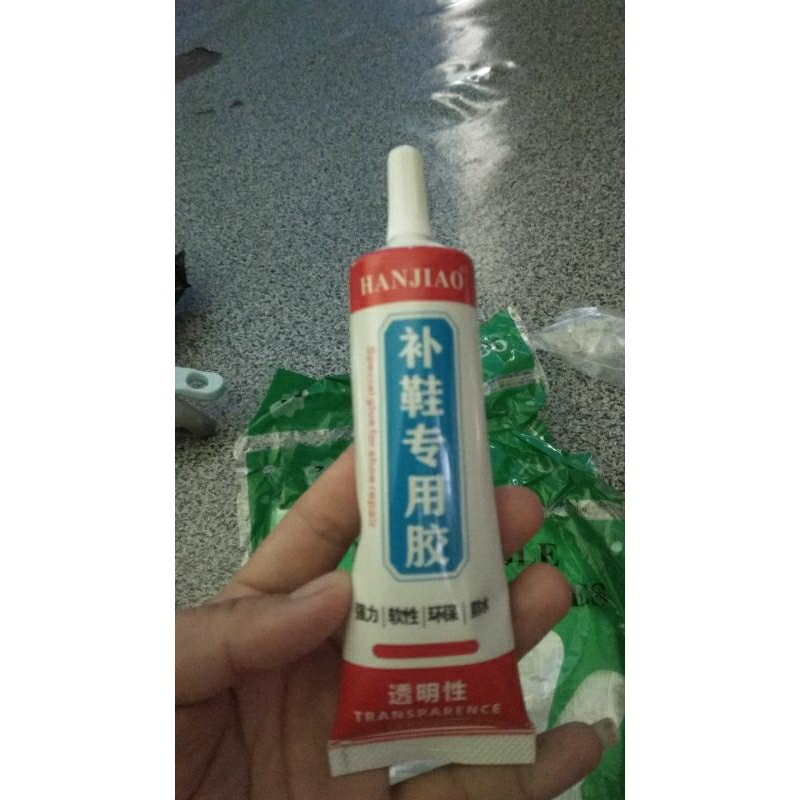 HANJIAO
补鞋专用胶
Special glue for shoe repair
强力|软性|环保|防水
透明性
TRANSPARENCE